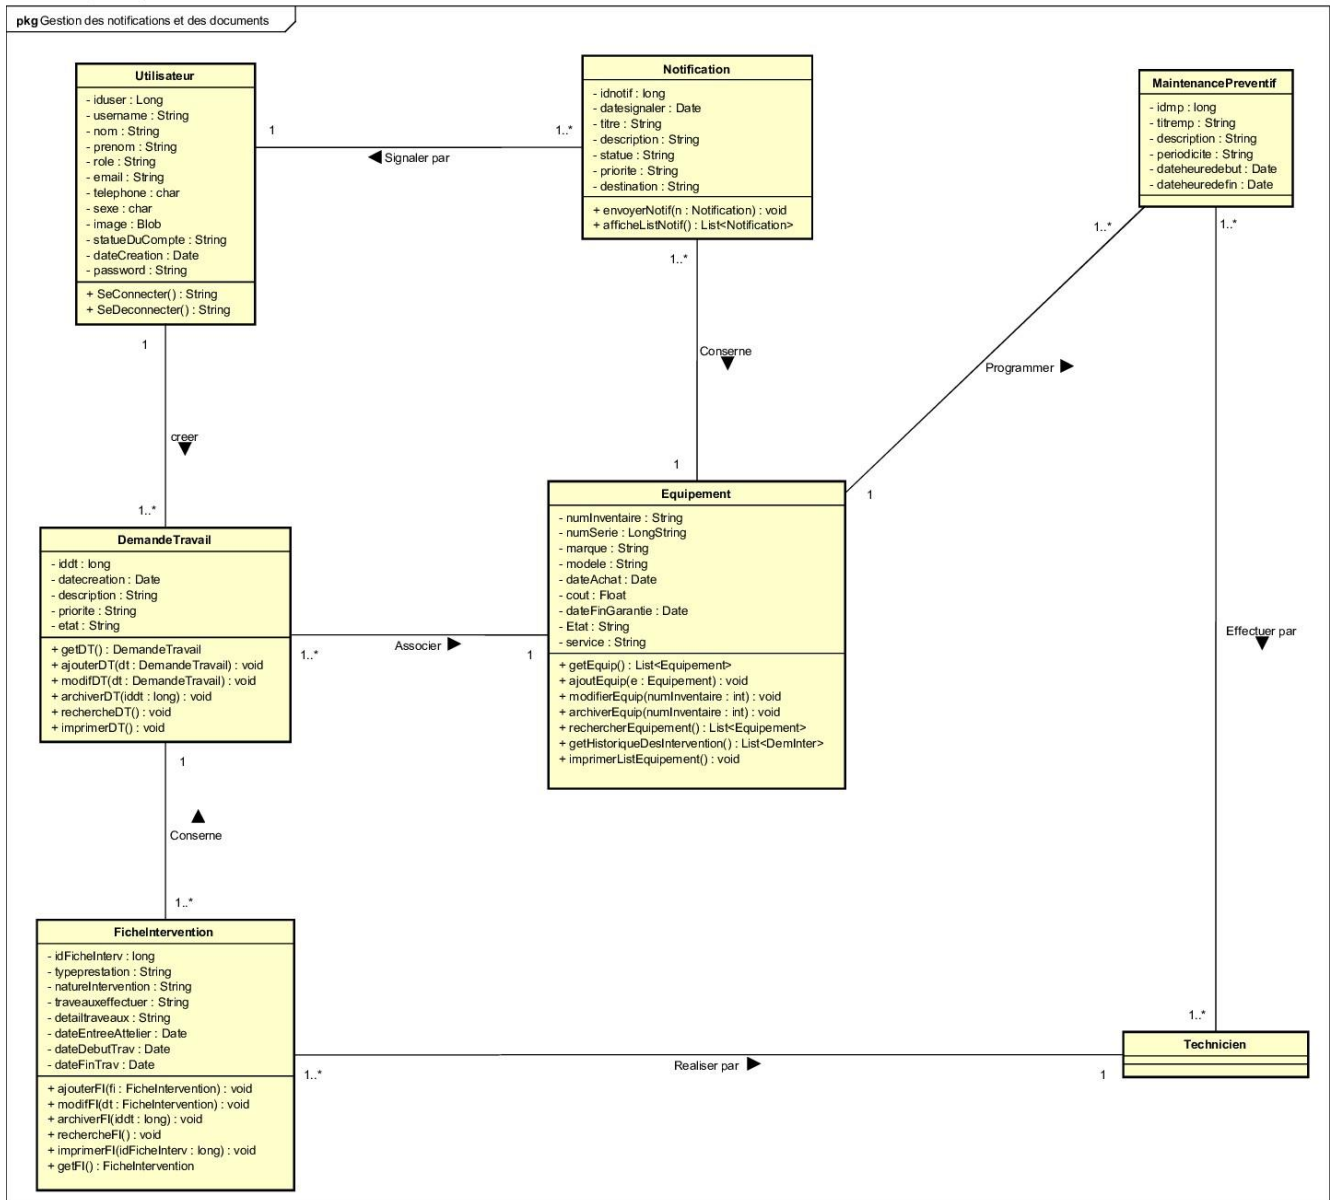 pkg Gestion des notifications et des documents
Utilisateur
- iduser : Long
- username : String
- nom : String
- prenom : String
- role : String
- email : String
- telephone : char
- sexe : char
- image : Blob
- statueDuCompte : String
- dateCreation : Date
- password : String
+ SeConnecter() : String
+ SeDeconnecter() : String
1
1..*
Signaler par
Notification
- idnotif : long
- datesignaler : Date
- titre : String
- description : String
- statue : String
- priorite : String
- destination : String
+ envoyerNotif(n : Notification) : void
+ afficheListNotif() : List<Notification>
MaintenancePreventif
- idmp : long
- titremp : String
- description : String
- periodicite : String
- dateheuredebut : Date
- dateheuredefin : Date
1
creer
1..*
1..*
Conserne
1
1..*
Programmer
1
1..*
Effectuer par
1..*
DemandeTravail
- iddt : long
- datecreation : Date
- description : String
- priorite : String
- etat : String
+ getDT() : DemandeTravail
+ ajouterDT(dt : DemandeTravail) : void
+ modifDT(dt : DemandeTravail) : void
+ archiverDT(iddt : long) : void
+ rechercheDT() : void
+ imprimerDT() : void
1..*
Associer
1
Equipement
- numInventaire : String
- numSerie : LongString
- marque : String
- modele : String
- dateAchat : Date
- cout : Float
- dateFinGarantie : Date
- Etat : String
- service : String
+ getEquip() : List<Equipement>
+ ajoutEquip(e : Equipement) : void
+ modifierEquip(numInventaire : int) : void
+ archiverEquip(numInventaire : int) : void
+ rechercherEquipement() : List<Equipement>
+ getHistoriqueDesIntervention() : List<DemInter>
+ imprimerListEquipement() : void
1
Conserne
1..*
FicheIntervention
- idFicheInterv : long
- typeprestation : String
- natureIntervention : String
- traveauxeffectuer : String
- detailtraveaux : String
- dateEntreeAttelier : Date
- dateDebutTrav : Date
- dateFinTrav : Date
+ ajouterFI(fi : FicheIntervention) : void
+ modifFI(dt : FicheIntervention) : void
+ archiverFI(iddt : long) : void
+ rechercheFI() : void
+ imprimerFI(idFicheInterv : long) : void
+ getFI() : FicheIntervention
1..*
Realiser par
1
Technicien